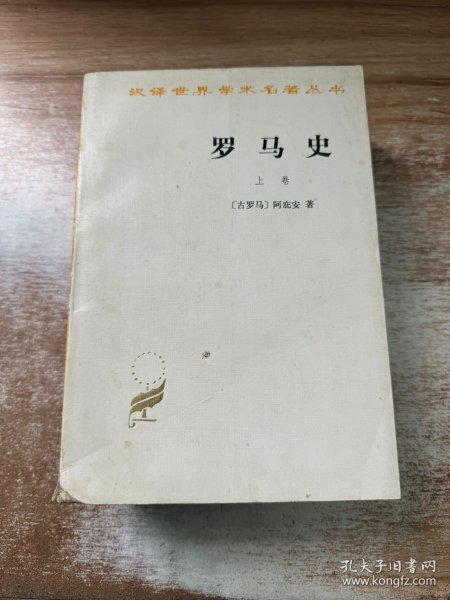 汉译世界学术名著丛书
罗马史
上卷
〔古罗马〕阿庇安 著
孔夫子旧书网
www.kongfz.com